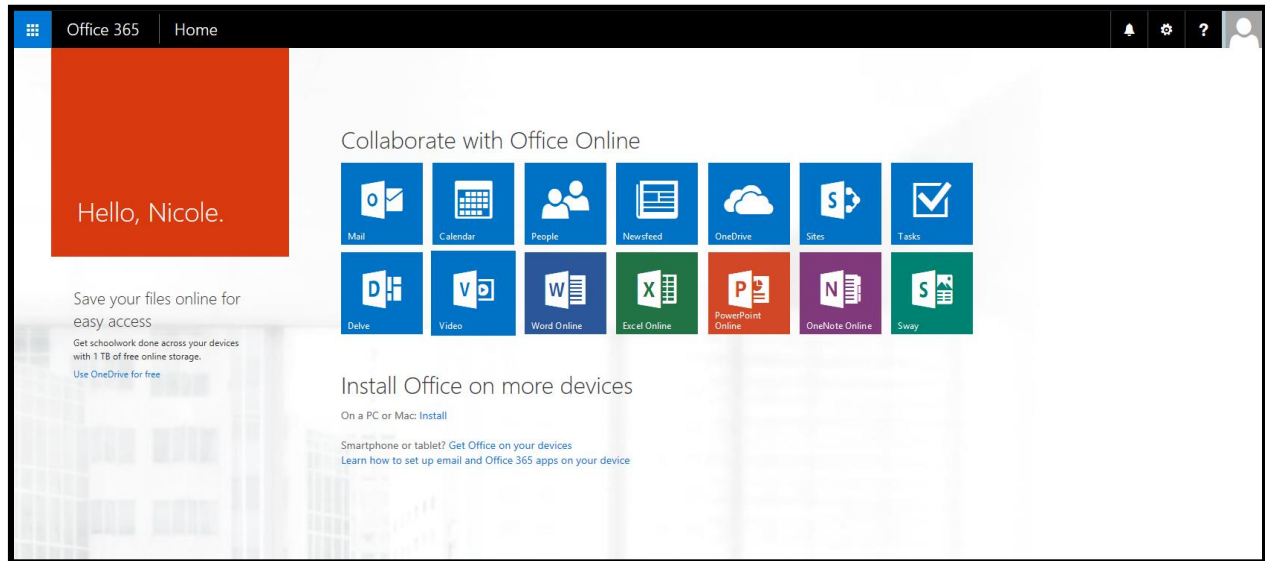 Office 365 Home
?
Hello, Nicole.
Save your files online for
easy access
Get schoolwork done across your devices
with 1 TB of free online storage.
Use OneDrive for free
Collaborate with Office Online
O
S
Mail
Calendar
People
Newsfeed
OneDrive
Sites
Tasks
D
V
W
X
P
N
S
Delve
Video
Word Online
Excel Online
PowerPoint
Online
OneNote Online
Sway
Install Office on more devices
On a PC or Mac: Install
Smartphone or tablet? Get Office on your devices
Learn how to set up email and Office 365 apps on your device